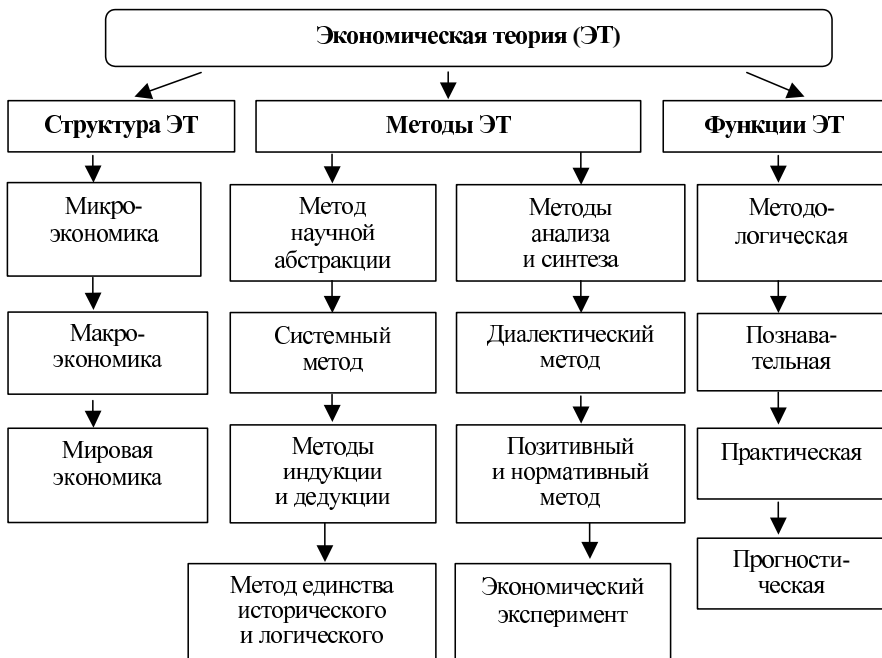 Экономическая теория (ЭТ)
Структура ЭТ
Методы ЭТ
Функции ЭТ
Микро-
экономика
Метод
научной
абстракции
Методы
анализа
и синтеза
Методо-
логическая
Макро-
экономика
Системный
метод
Диалектический
метод
Познава-
тельная
Мировая
экономика
Методы
индукции
и дедукции
Позитивный
и нормативный
метод
Практическая
Метод единства
исторического
и логического
Экономический
эксперимент
Прогности-
ческая